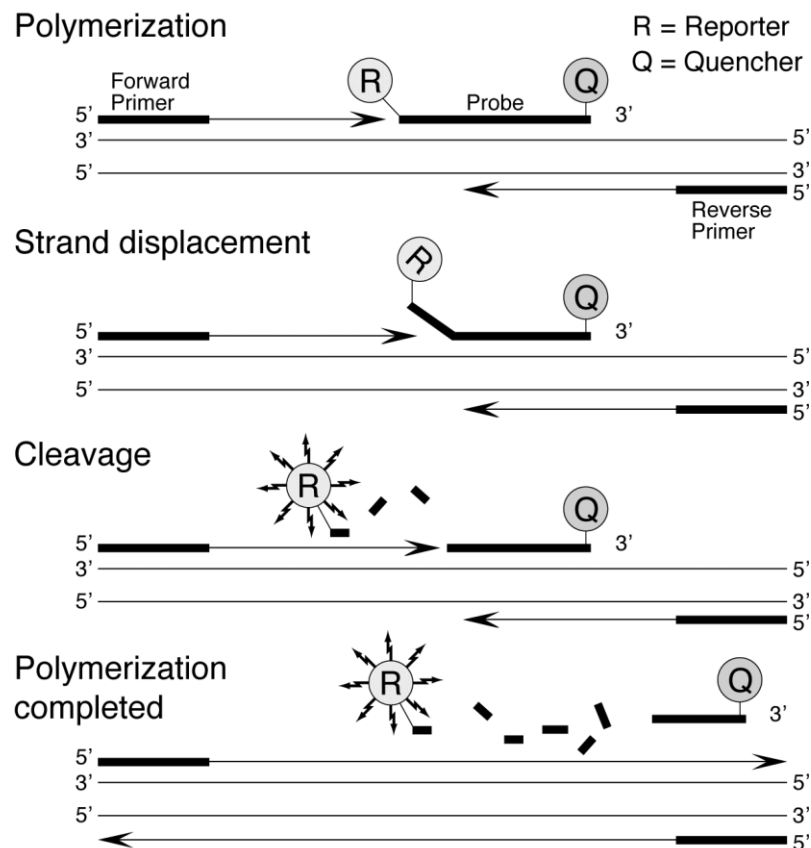 Polymerization
R = Reporter
Q = Quencher
Forward
Primer
R
Probe
Q
5’
3’
3’
5’
5’
3’
5’
Reverse
Primer
Strand displacement
R
Q
5’
3’
3’
5’
5’
3’
5’
Cleavage
R
Q
5’
3’
3’
5’
5’
3’
5’
Polymerization
completed
R
Q
3’
5’
3’
5’
5’
3’
5’